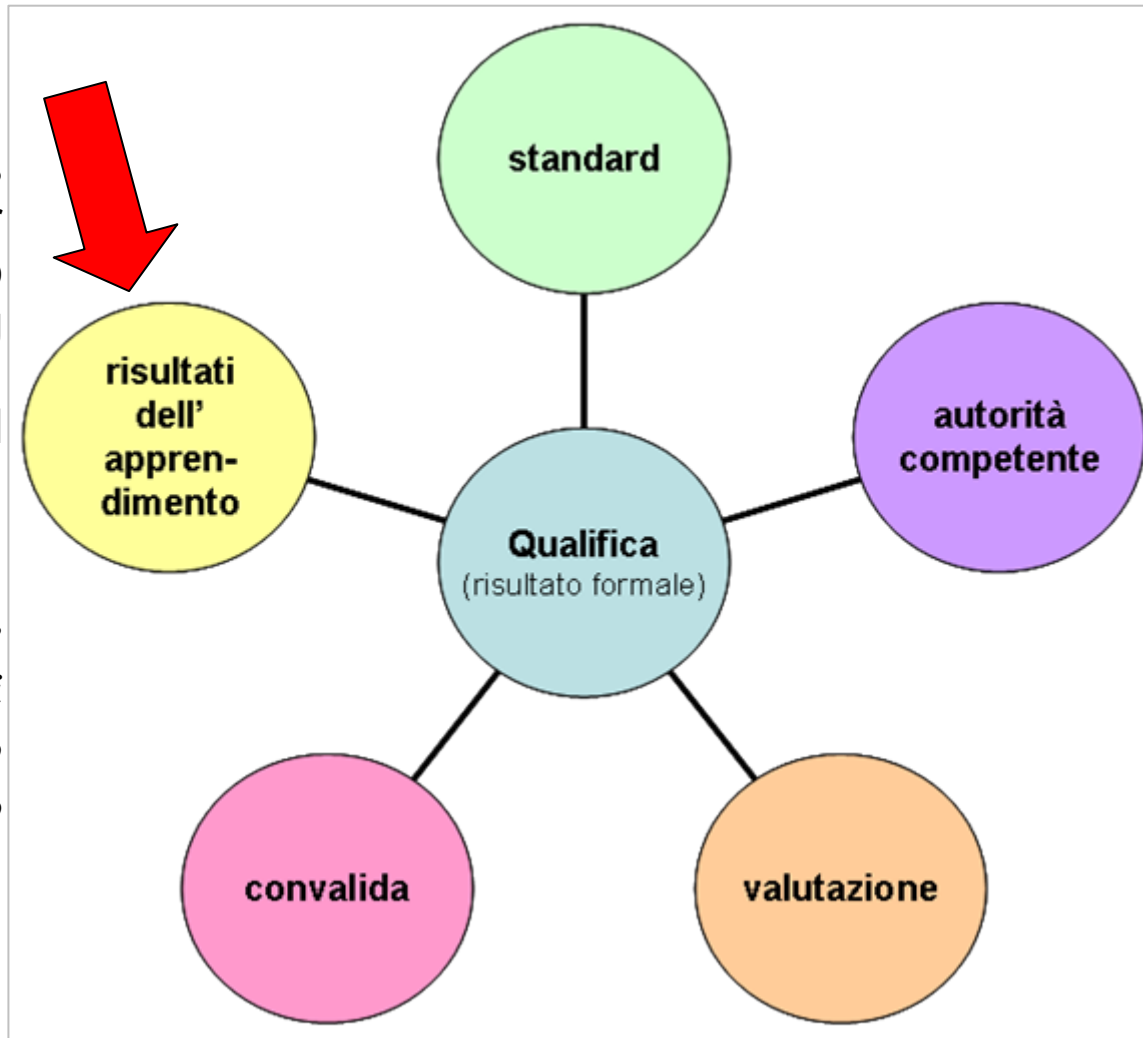 standard
risultati
dell'
appren-
dimento
autorità
competente
Qualifica
(risultato formale)
convalida
valutazione